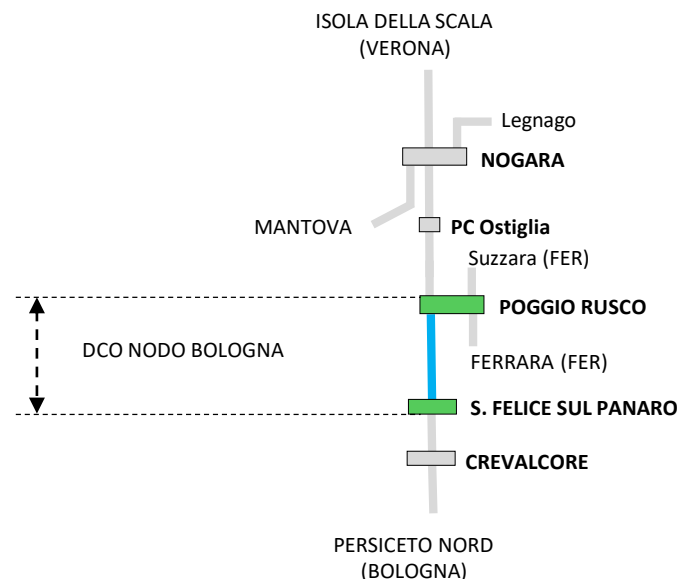 ISOLA DELLA SCALA
(VERONA)
Legnago
NOGARA
MANTOVA
PC Ostiglia
Suzzara (FER)
POGGIO RUSCO
DCO NODO BOLOGNA
FERRARA (FER)
S. FELICE SUL PANARO
CREVALCORE
PERSICETO NORD
(BOLOGNA)